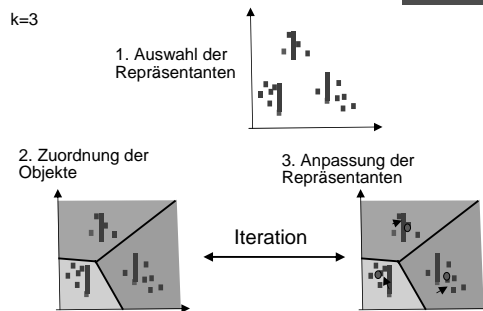 k=3
1. Auswahl der
Repräsentanten
2. Zuordnung der
Objekte
3. Anpassung der
Repräsentanten
Iteration